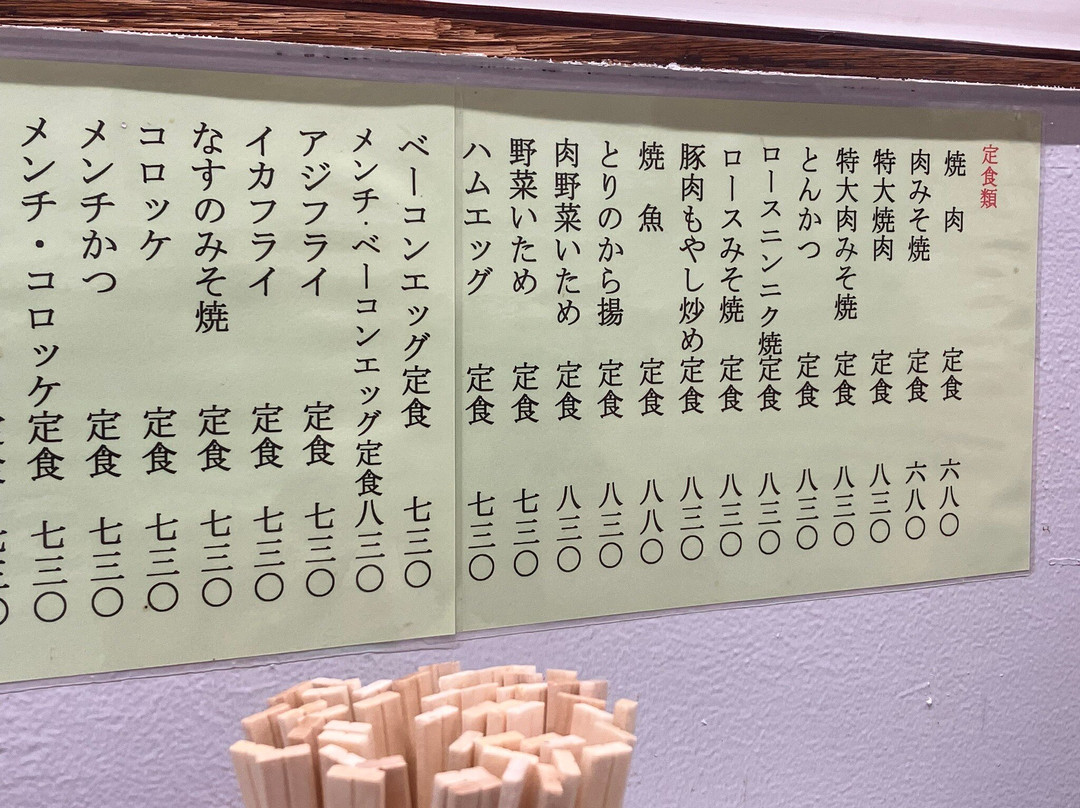 定食類
焼肉定食 六八〇
肉みそ焼定食 六八〇
特大焼肉定食 八三〇
特大肉みそ焼定食 八三〇
とんかつ定食 八三〇
ロースニンニク焼定食 八三〇
ロースみそ焼定食 八三〇
豚肉もやし炒め定食 八三〇
焼魚定食 八八〇
とりのから揚定食 八三〇
肉野菜いため定食 八三〇
野菜いため定食 七三〇
ハムエッグ定食 七三〇
ベーコンエッグ定食 七三〇
メンチ・ベーコンエッグ定食 八三〇
アジフライ定食 七三〇
イカフライ定食 七三〇
なすのみそ焼定食 七三〇
コロッケ定食 七三〇
メンチかつ定食 七三〇
メンチ・コロッケ定食 七三〇